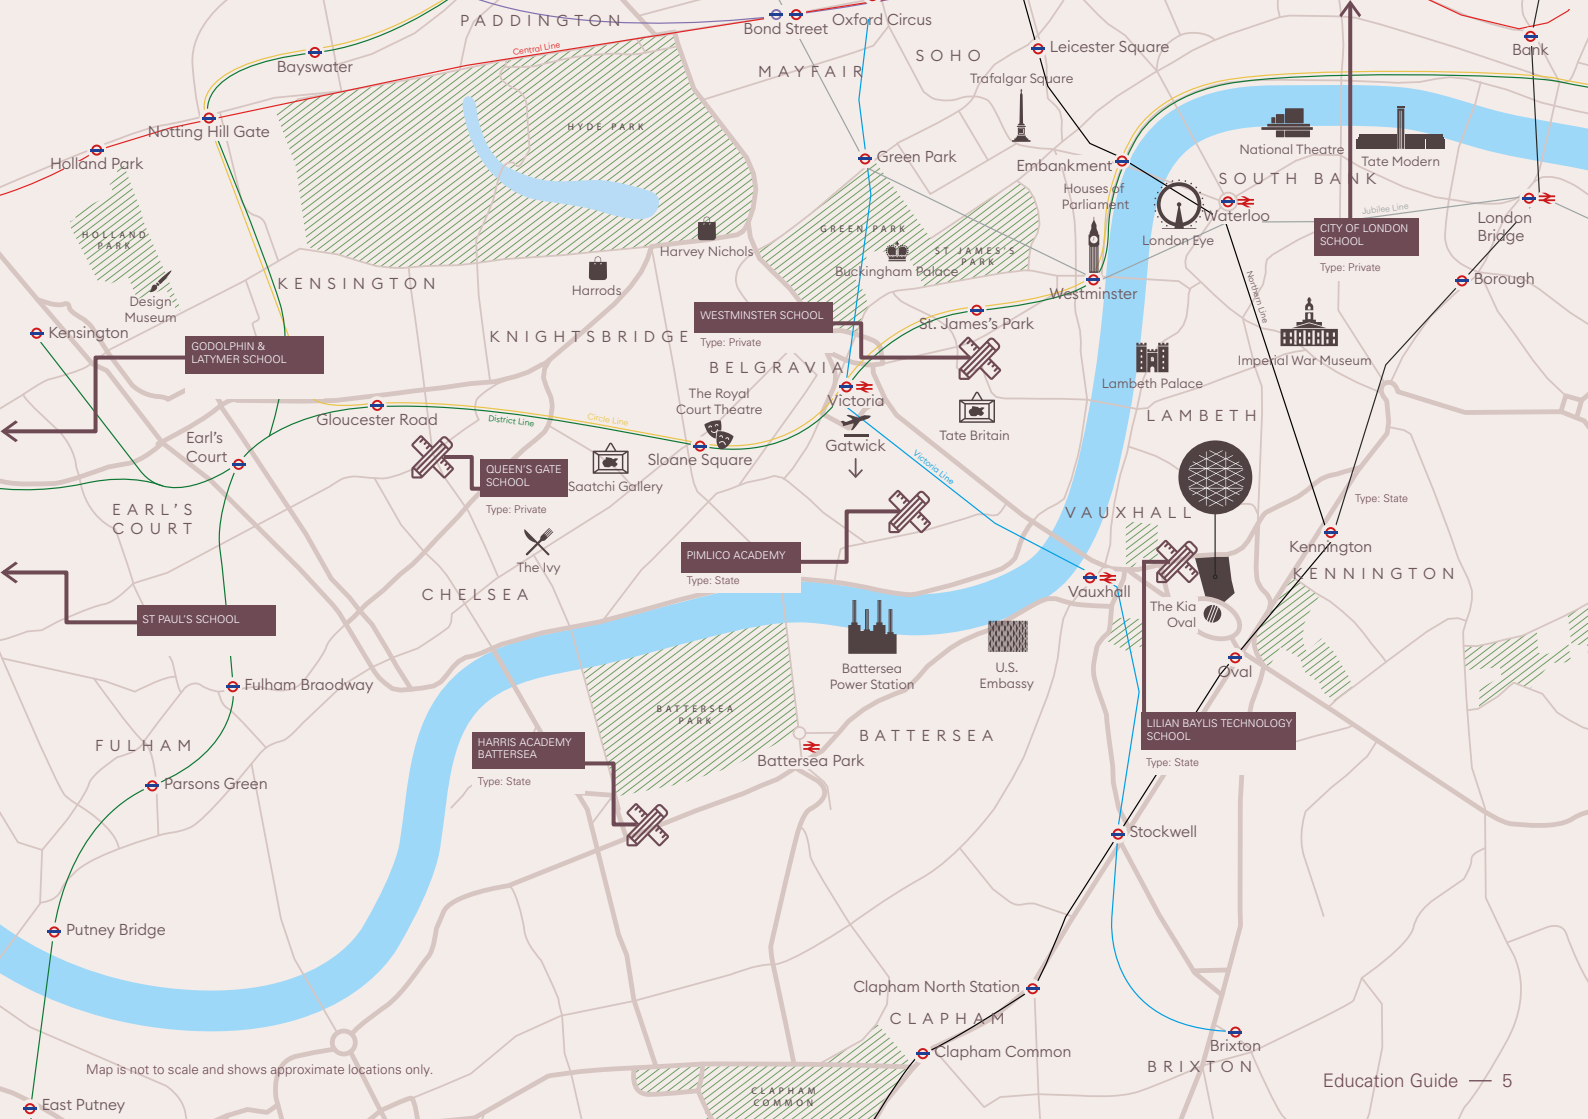 PADDINGTON
Bond Street
Oxford Circus
Central Line
Bayswater
MAYFAIR
SOHO
Leicester Square
Trafalgar Square
Bank
Notting Hill Gate
Holland Park
HYDE PARK
Green Park
Embankment
National Theatre
Tate Modern
SOUTH BANK
Houses of
Parliament
Waterloo
Jubilee Line
London
Bridge
London Eye
CITY OF LONDON
SCHOOL
Type: Private
HOLLAND
PARK
GREEN PARK
ST JAMES'S
PARK
Harvey Nichols
Buckingham Palace
Harrods
KENSINGTON
Design
Museum
Westminster
Northern Line
Borough
WESTMINSTER SCHOOL
Type: Private
St. James's Park
Kensington
KNIGHTSBRIDGE
GODOLPHIN &
LATYMER SCHOOL
BELGRAVIA
Imperial War Museum
Lambeth Palace
The Royal
Court Theatre
Victoria
LAMBETH
Gloucester Road
District Line
Circle Line
Tate Britain
Gatwick
Earl's
Court
Sloane Square
Victoria Line
QUEEN'S GATE
SCHOOL
Type: Private
Saatchi Gallery
Type: State
EARL'S
COURT
VAUXHALL
The Ivy
PIMLICO ACADEMY
Type: State
Kennington
KENNINGTON
CHELSEA
Vauxhall
The Kia
Oval
ST PAUL'S SCHOOL
Oval
Battersea
Power Station
U.S.
Embassy
Fulham Braodway
BATTERSEA
PARK
LILIAN BAYLIS TECHNOLOGY
SCHOOL
Type: State
FULHAM
HARRIS ACADEMY
BATTERSEA
Type: State
BATTERSEA
Battersea Park
Parsons Green
Stockwell
Putney Bridge
Clapham North Station
CLAPHAM
Clapham Common
Brixton
BRIXTON
Map is not to scale and shows approximate locations only.
CLAPHAM
COMMON
East Putney
Education Guide — 5